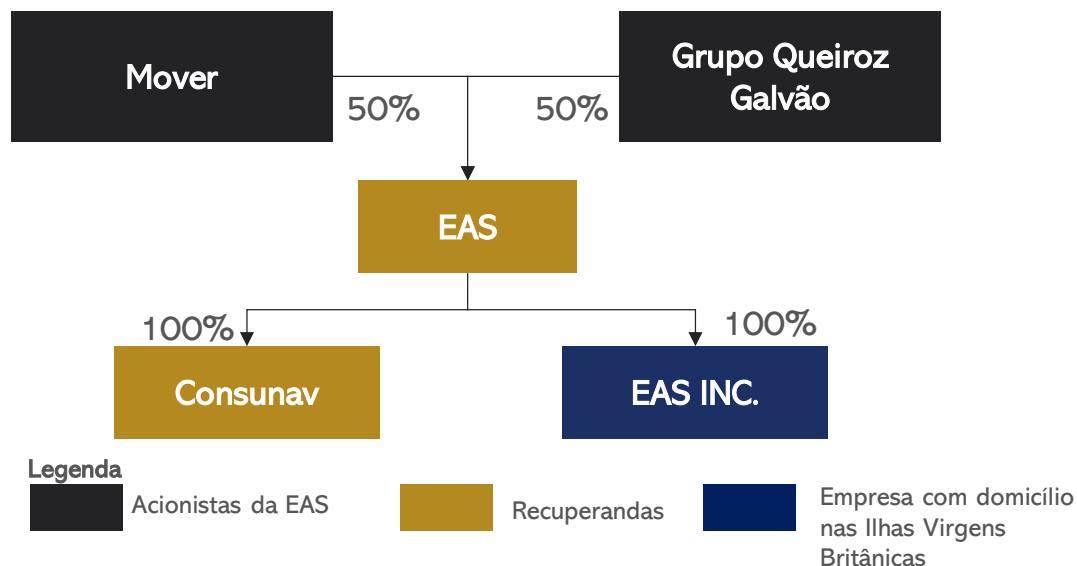 Mover
Grupo Queiroz
Galvão
50%
50%
EAS
100%
100%
Consunav
EAS INC.
Legenda
Acionistas da EAS
Recuperandas
Empresa com domicílio
nas Ilhas Virgens
Britânicas